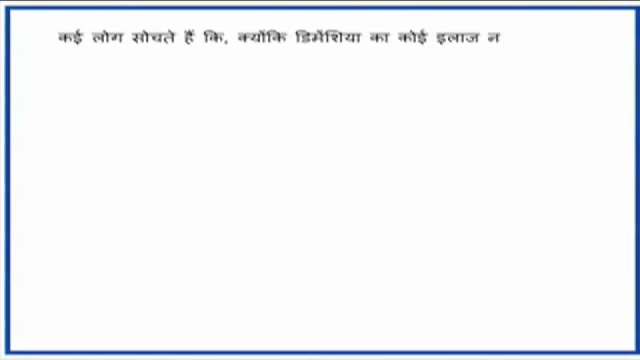 कई लोग सोचते हैं कि, क्योंकि डिमेंशिया का कोई इलाज न